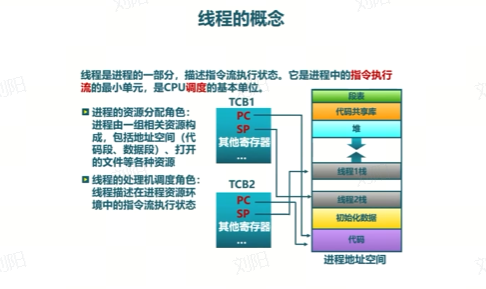 线程的概念
线程是进程的一部分，描述指令流执行状态。它是进程中的指令执行
流的最小单元，是CPU调度的基本单位。
进程的资源分配角色：
进程由一组相关资源构
成，包括地址空间（代
码段、数据段）、打开
的文件等各种资源
线程的处理机调度角色：
线程描述在进程资源环
境中的指令流执行状态
TCB1
PC
SP
其他寄存器
...
TCB2
PC
SP
其他寄存器
...
段表
代码共享库
堆
线程1栈
线程2栈
初始化数据
代码
进程地址空间
刘阳